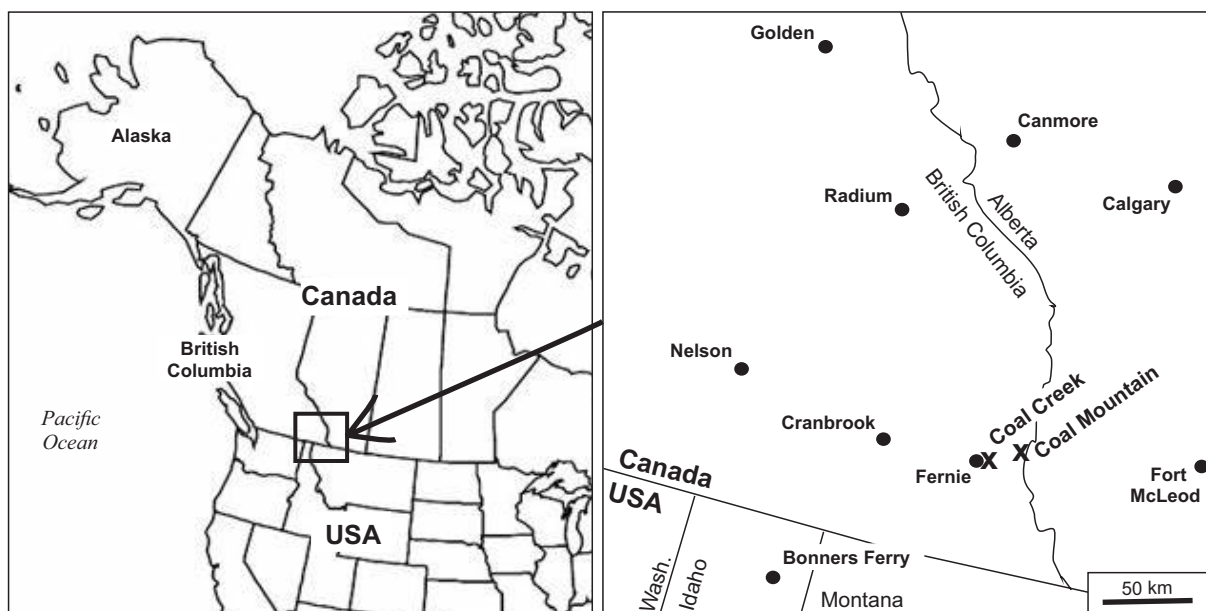 Alaska
Canada
British
Columbia
Pacific
Ocean
USA
Golden
Canmore
Radium
Calgary
Alberta
British Columbia
Nelson
Coal Creek
Coal Mountain
Cranbrook
Fernie
X
X
Fort
McLeod
Canada
USA
Wash.
Idaho
Bonners Ferry
Montana
50 km